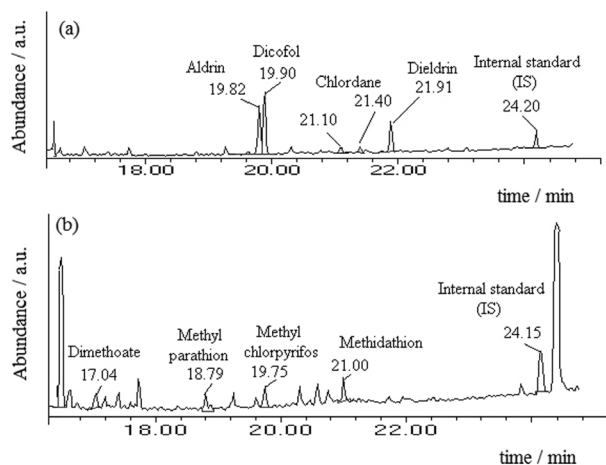 (a)
Abundance / a.u.
Aldrin
19.82
Dicofol
19.90
Chlordane
21.10
21.40
Dieldrin
21.91
Internal standard
(IS)
24.20
18.00
20.00
22.00
time / min
(b)
Abundance / a.u.
Dimethoate
17.04
Methyl
parathion
18.79
Methyl
chlorpyrifos
19.75
Methidathion
21.00
Internal standard
(IS)
24.15
18.00
20.00
22.00
time / min